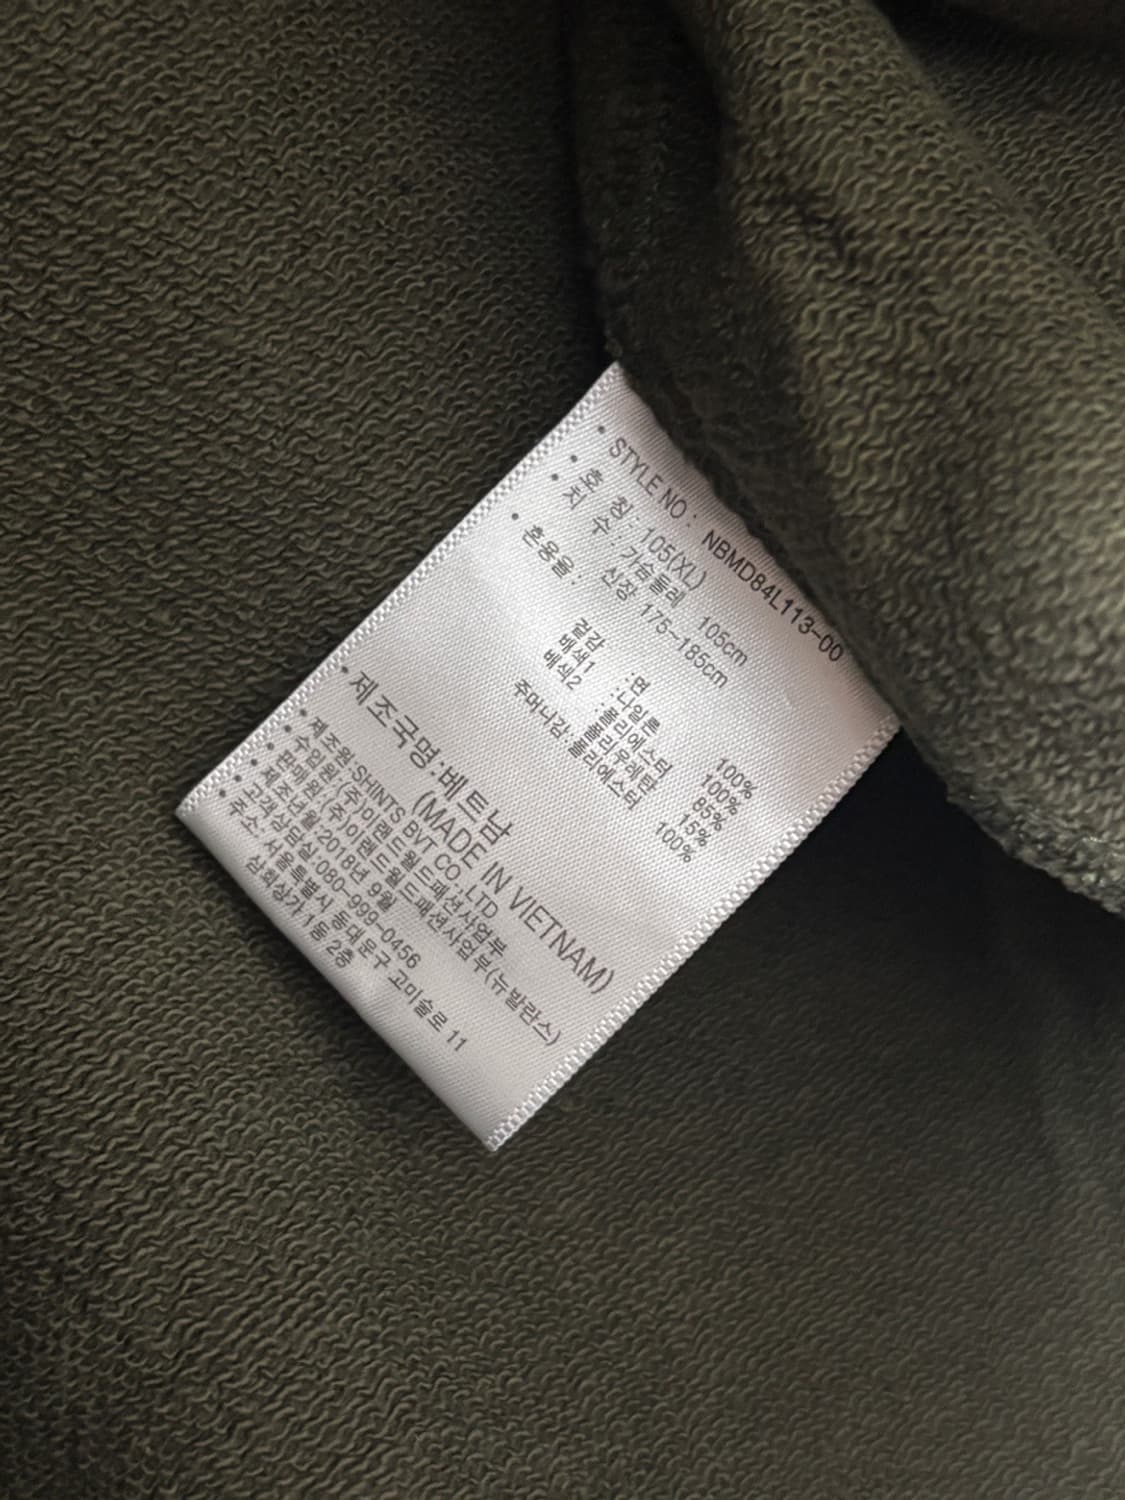 • STYLE NO : NBMD84L113-00
• 호 칭 : 105(XL)
• 치 수 : 가슴둘레 105cm
신장 175~185cm
• 혼용율 :
겉감 : 면 100%
배색1 : 나일론 100%
배색2 : 폴리에스터 85%
폴리우레탄 15%
주머니감 : 폴리에스터 100%
• 제조국명 : 베트남
(MADE IN VIETNAM)
• 제조원 : SHINTS BVT CO., LTD
• 수입원 : (주)이랜드월드패션사업부
• 판매원 : (주)이랜드월드패션사업부(뉴발란스)
• 제조년월 : 2018년 9월
• 고객상담실 : 080-999-0456
• 주소 : 서울특별시 동대문구 고미술로 11
삼희상가 1동 2층